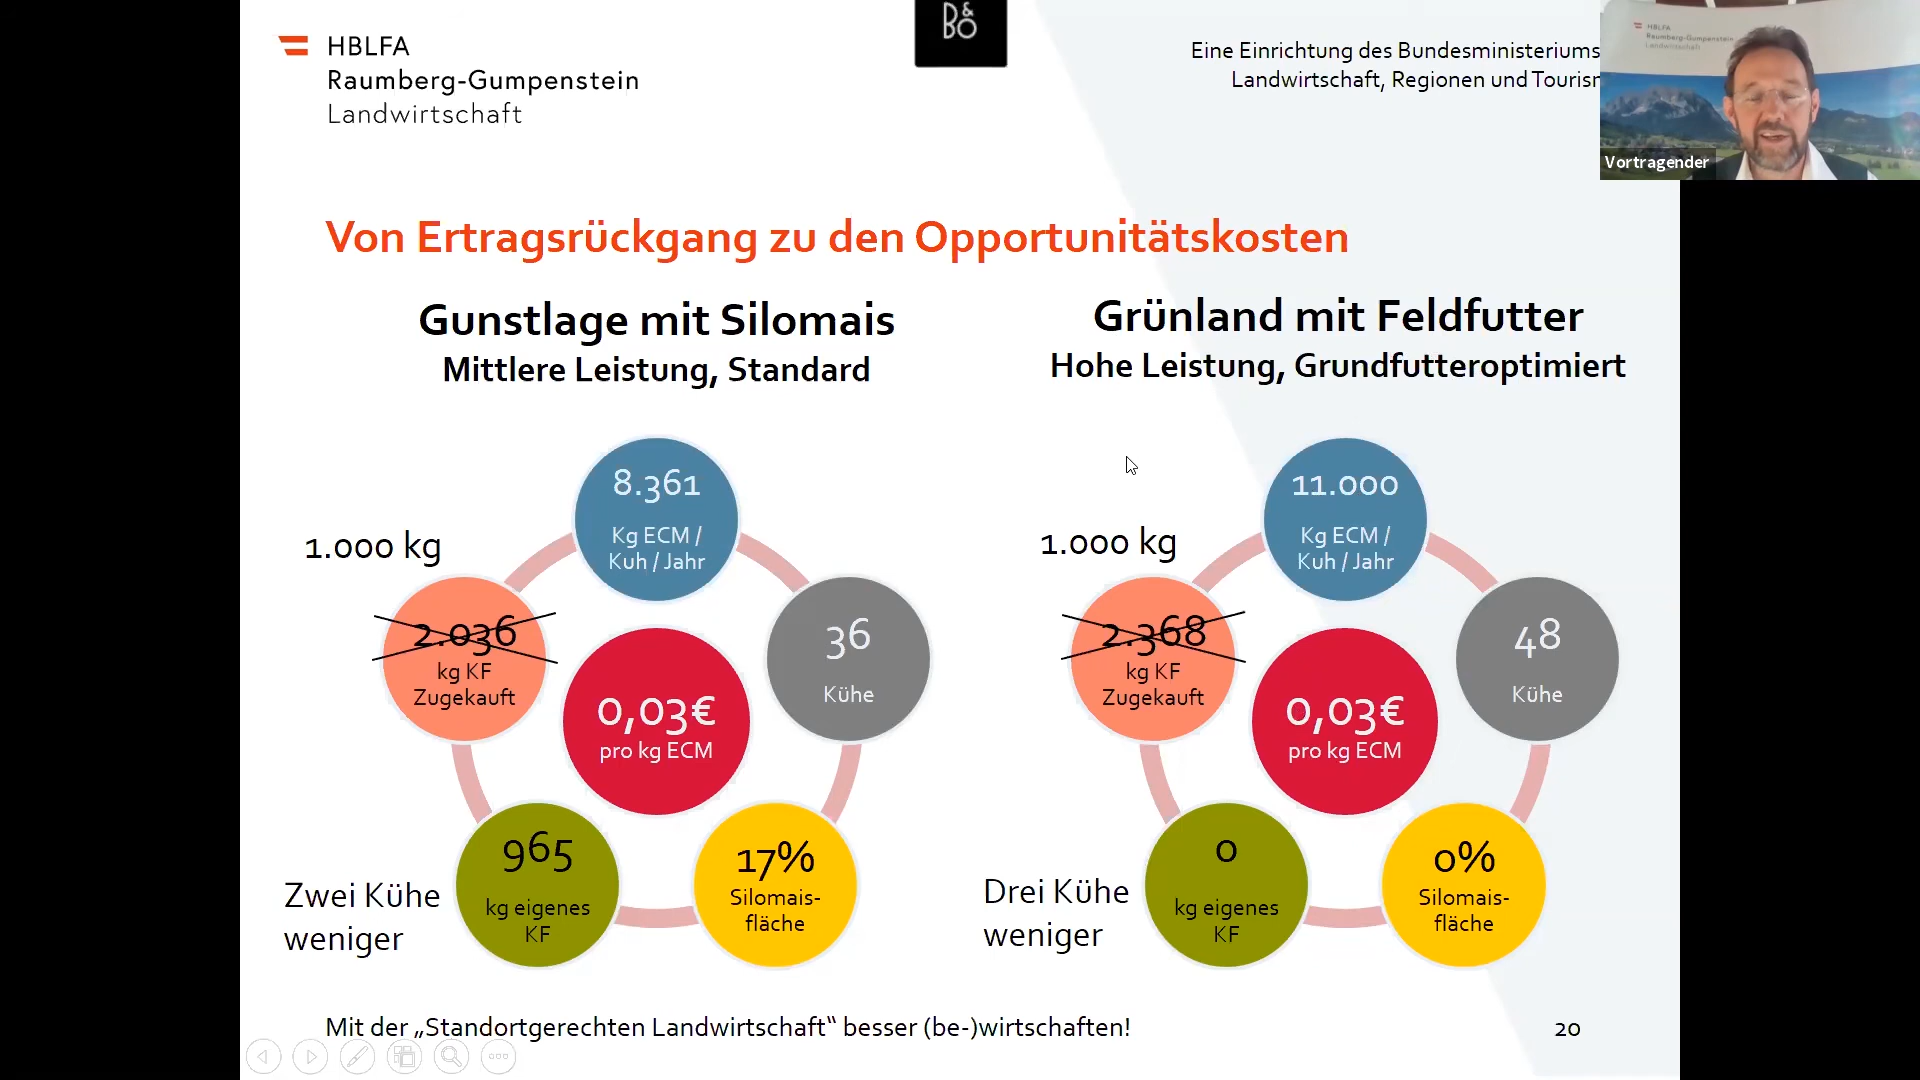 HBLFA
Raumberg-Gumpenstein
Landwirtschaft
B&O
Eine Einrichtung des Bundesministeriums
Landwirtschaft, Regionen und Touris
HBLFA
Raumberg-Gumpenstein
Landwirtschaft
Vortragender
Von Ertragsrückgang zu den Opportunitätskosten
Gunstlage mit Silomais
Mittlere Leistung, Standard
8.361
Kg ECM /
Kuh / Jahr
1.000 kg
2.036
kg KF
Zugekauft
36
Kühe
0,03€
pro kg ECM
965
kg eigenes
KF
17%
Silomais-
fläche
Zwei Kühe
weniger
Grünland mit Feldfutter
Hohe Leistung, Grundfutteroptimiert
11.000
Kg ECM /
Kuh / Jahr
1.000 kg
2.368
kg KF
Zugekauft
48
Kühe
0,03€
pro kg ECM
0
kg eigenes
KF
0%
Silomais-
fläche
Drei Kühe
weniger
Mit der „Standortgerechten Landwirtschaft“ besser (be-)wirtschaften!
20